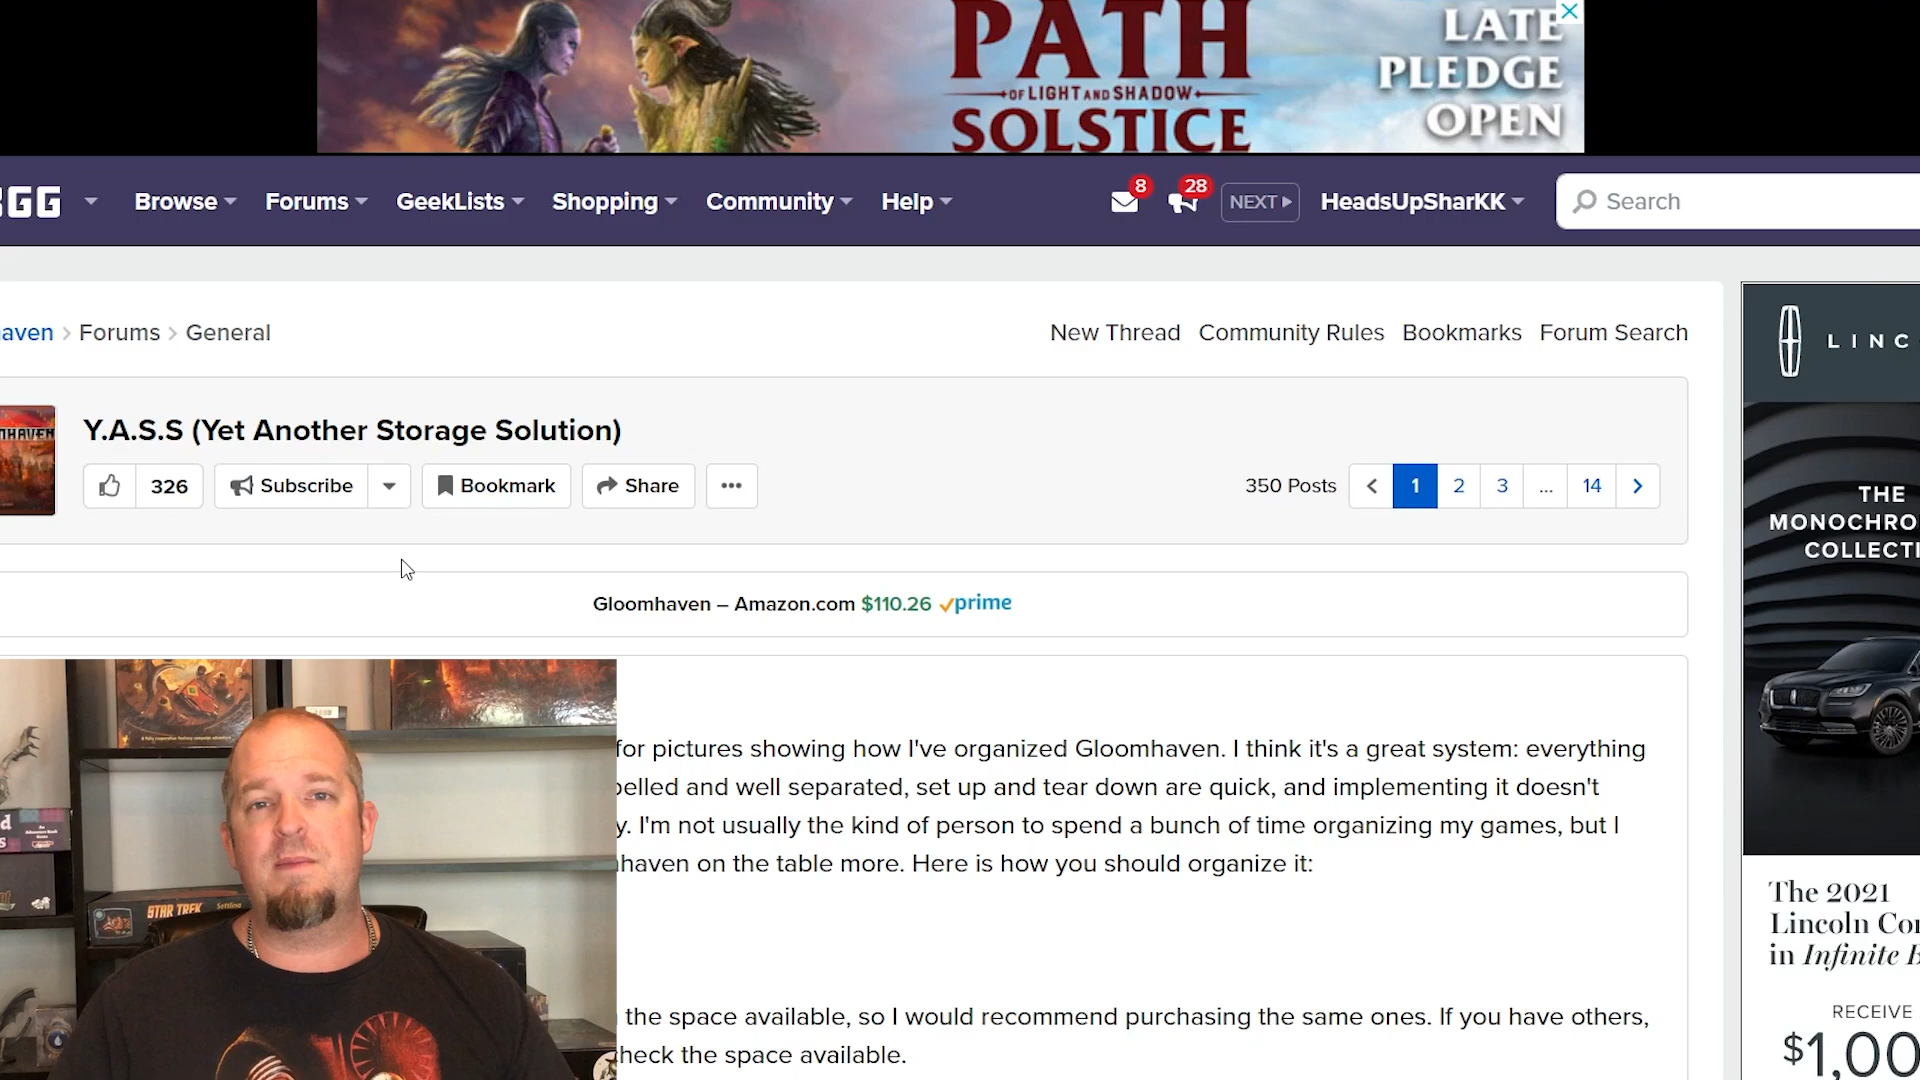 PATH
OF LIGHT AND SHADOW
SOLSTICE
LATE
PLEDGE
OPEN
GG
Browse
Forums
GeekLists
Shopping
Community
Help
8
28
NEXT
HeadsUpSharKK
Search
aven > Forums > General
New Thread Community Rules Bookmarks Forum Search
Y.A.S.S (Yet Another Storage Solution)
326
Subscribe
Bookmark
Share
350 Posts
1 2 3 ... 14
Gloomhaven – Amazon.com $110.26 prime
for pictures showing how I've organized Gloomhaven. I think it's a great system: everything
belled and well separated, set up and tear down are quick, and implementing it doesn't
y. I'm not usually the kind of person to spend a bunch of time organizing my games, but I
haven on the table more. Here is how you should organize it:
the space available, so I would recommend purchasing the same ones. If you have others,
check the space available.
STAR TREK
LINC
THE
MONOCHRO
COLLECTI
The 2021
Lincoln Cor
in Infinite B
RECEIVE
$1,00